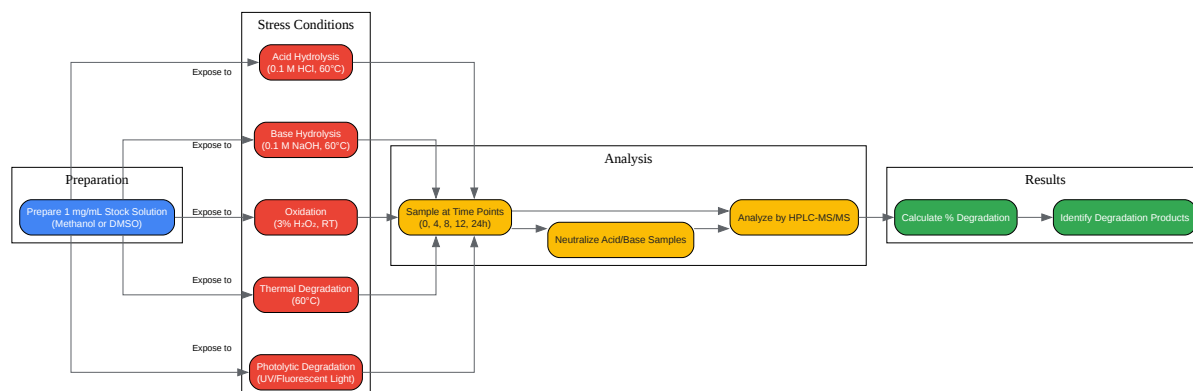 Stress Conditions
Acid Hydrolysis
(0.1 M HCl, 60°C)
Expose to
Base Hydrolysis
(0.1 M NaOH, 60°C)
Expose to
Analysis
Preparation
Results
Prepare 1 mg/mL Stock Solution
(Methanol or DMSO)
Expose to
Oxidation
(3% H₂O₂, RT)
Sample at Time Points
(0, 4, 8, 12, 24h)
Neutralize Acid/Base Samples
Analyze by HPLC-MS/MS
Calculate % Degradation
Identify Degradation Products
Expose to
Thermal Degradation
(60°C)
Expose to
Photolytic Degradation
(UV/Fluorescent Light)